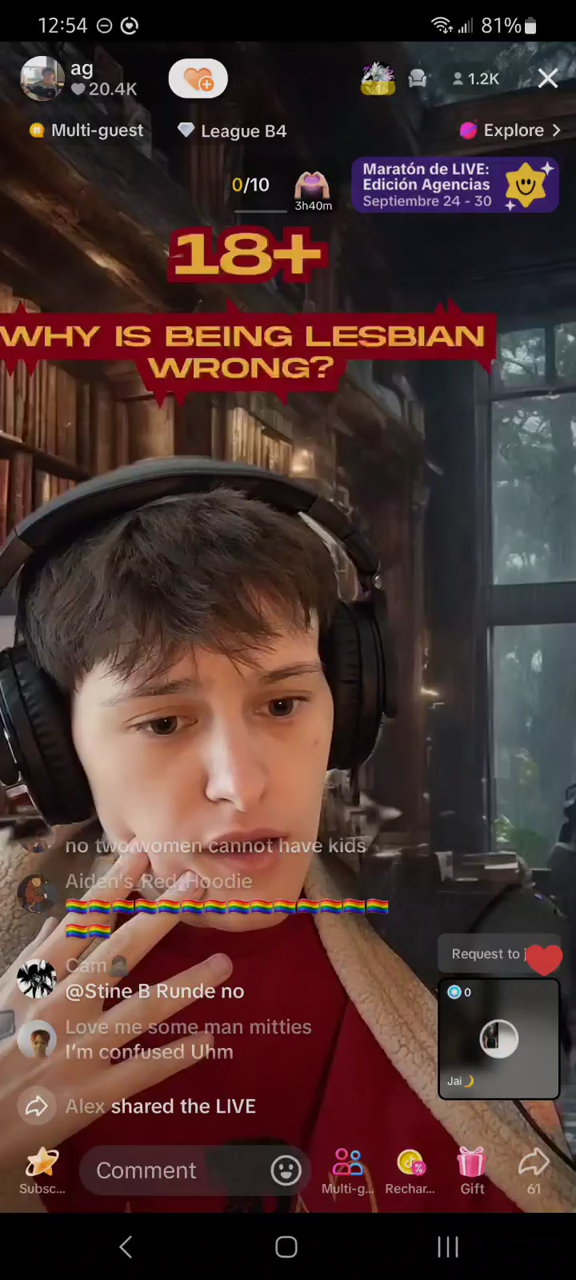 12:54
81%
ag
20.4K
1.2K
Multi-guest
League B4
Explore >
0/10
3h40m
Maratón de LIVE:
Edición Agencias
Septiembre 24 - 30
18+
WHY IS BEING LESBIAN
WRONG?
no two women cannot have kids
Aiden's Red Hoodie
Cam
@Stine B Runde no
Love me some man mitties
I'm confused Uhm
Alex shared the LIVE
Request to j
0
Jai
Comment
Subsc...
Multi-g...
Rechar...
Gift
61